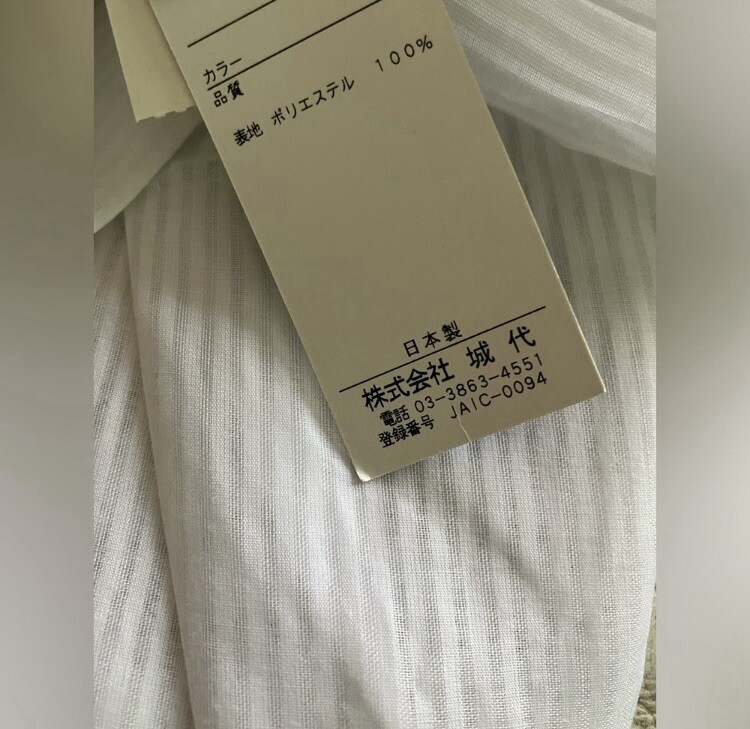 カラー
品質
表地 ポリエステル 100%
日本製
株式会社 城代
電話 03-3863-4551
登録番号 JAIC-0094